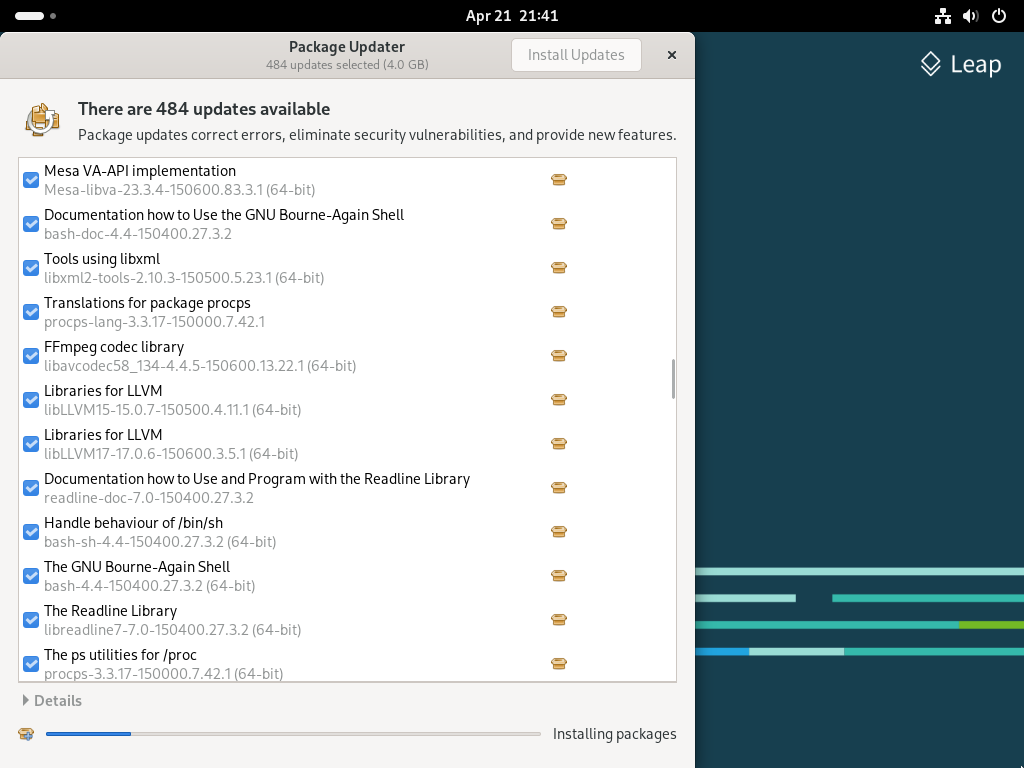 Apr 21 21:41
Package Updater
484 updates selected (4.0 GB)
Install Updates
Leap
There are 484 updates available
Package updates correct errors, eliminate security vulnerabilities, and provide new features.
Mesa VA-API implementation
Mesa-libva-23.3.4-150600.83.3.1 (64-bit)
Documentation how to Use the GNU Bourne-Again Shell
bash-doc-4.4-150400.27.3.2
Tools using libxml
libxml2-tools-2.10.3-150500.5.23.1 (64-bit)
Translations for package procps
procps-lang-3.3.17-150000.7.42.1
FFmpeg codec library
libavcodec58_134-4.4.5-150600.13.22.1 (64-bit)
Libraries for LLVM
libLLVM15-15.0.7-150500.4.11.1 (64-bit)
Libraries for LLVM
libLLVM17-17.0.6-150600.3.5.1 (64-bit)
Documentation how to Use and Program with the Readline Library
readline-doc-7.0-150400.27.3.2
Handle behaviour of /bin/sh
bash-sh-4.4-150400.27.3.2 (64-bit)
The GNU Bourne-Again Shell
bash-4.4-150400.27.3.2 (64-bit)
The Readline Library
libreadline7-7.0-150400.27.3.2 (64-bit)
The ps utilities for /proc
procps-3.3.17-150000.7.42.1 (64-bit)
Details
Installing packages